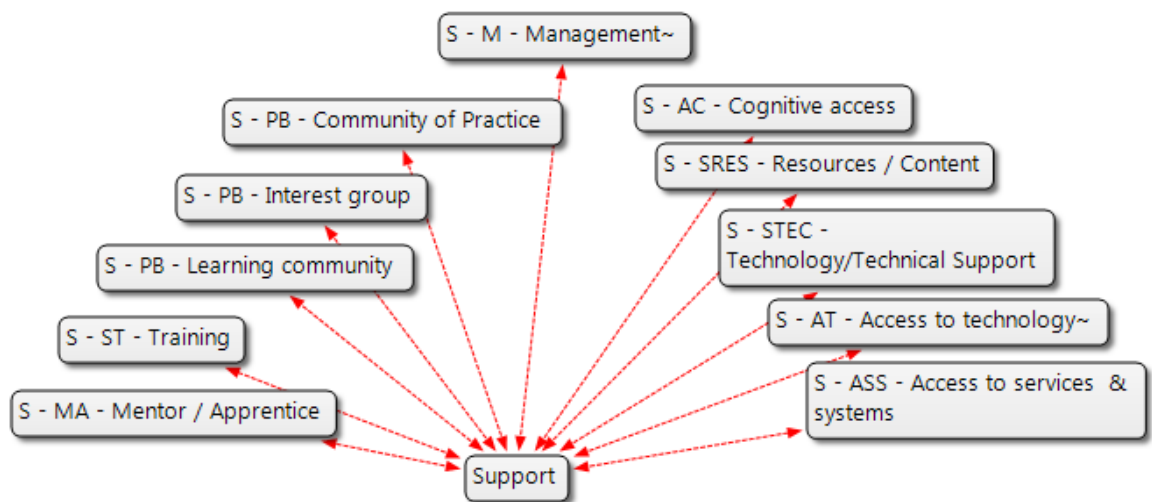 S - M - Management~
S - PB - Community of Practice
S - AC - Cognitive access
S - SRES - Resources / Content
S - PB - Interest group
S - STEC -
Technology/Technical Support
S - PB - Learning community
S - ST - Training
S - AT - Access to technology~
S - MA - Mentor / Apprentice
S - ASS - Access to services  &
systems
Support